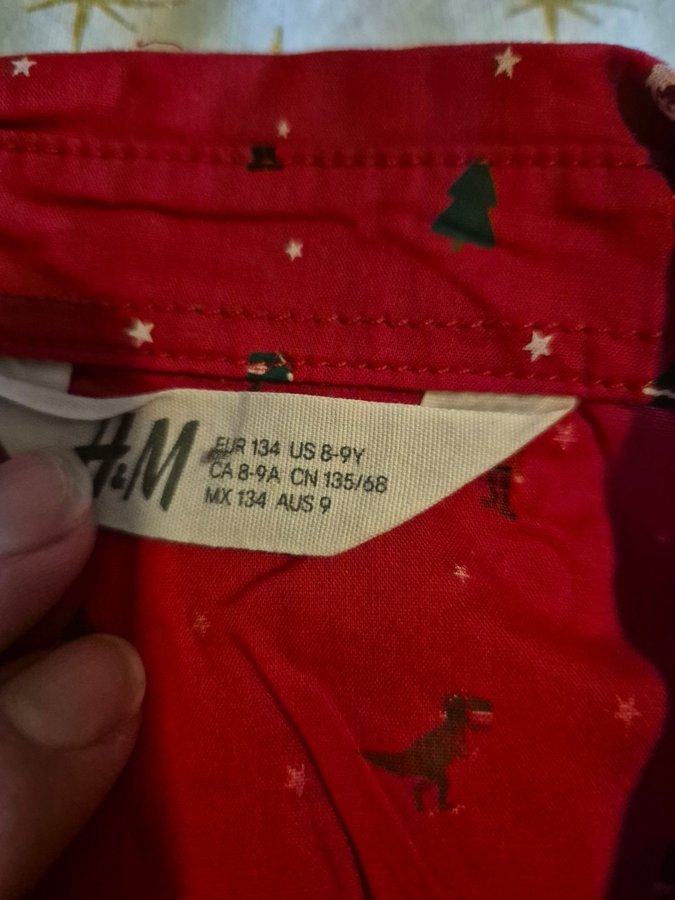 H&M
EUR 134 US 8-9Y
CA 8-9A CN 135/68
MX 134 AUS 9